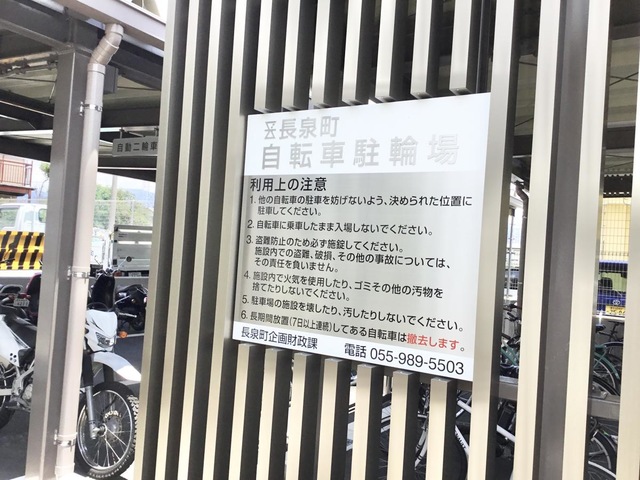 長泉町
自転車駐輪場
自動二輪車
利用上の注意
1. 他の自転車の駐車を妨げないよう、決められた位置に
駐車してください。
2. 自転車に乗車したまま入場しないでください。
3. 盗難防止のため必ず施錠してください。
施設内での盗難、破損、その他の事故については、
その責任を負いません。
4. 施設内で火気を使用したり、ゴミその他の汚物を
捨てたりしないでください。
5. 駐車場の施設を壊したり、汚したりしないでください。
6. 長期間放置(7日以上連続)してある自転車は撤去します。
長泉町企画財政課 電話 055-989-5503